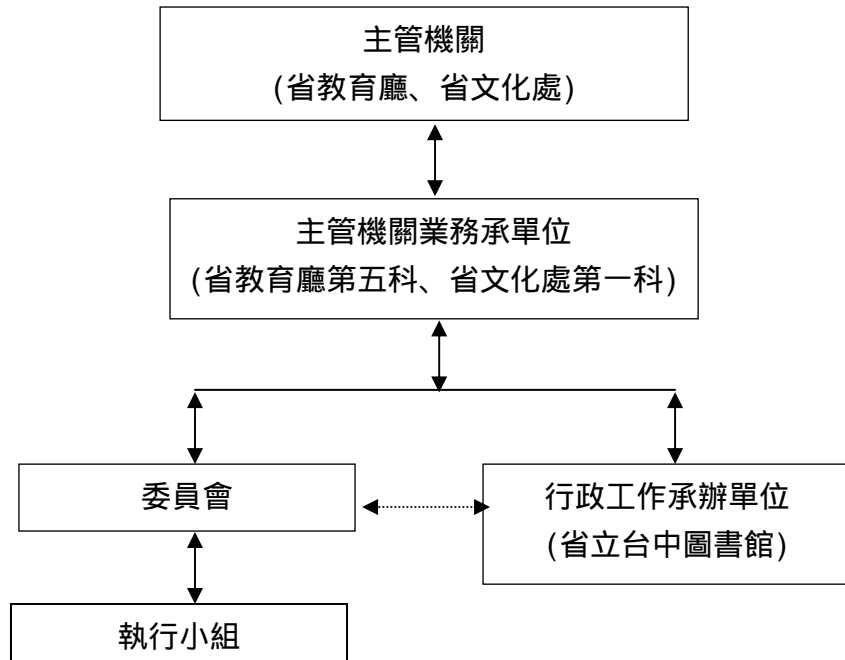 主管機關
(省教育廳、省文化處)
主管機關業務承單位
(省教育廳第五科、省文化處第一科)
委員會
行政工作承辦單位
(省立台中圖書館)
執行小組